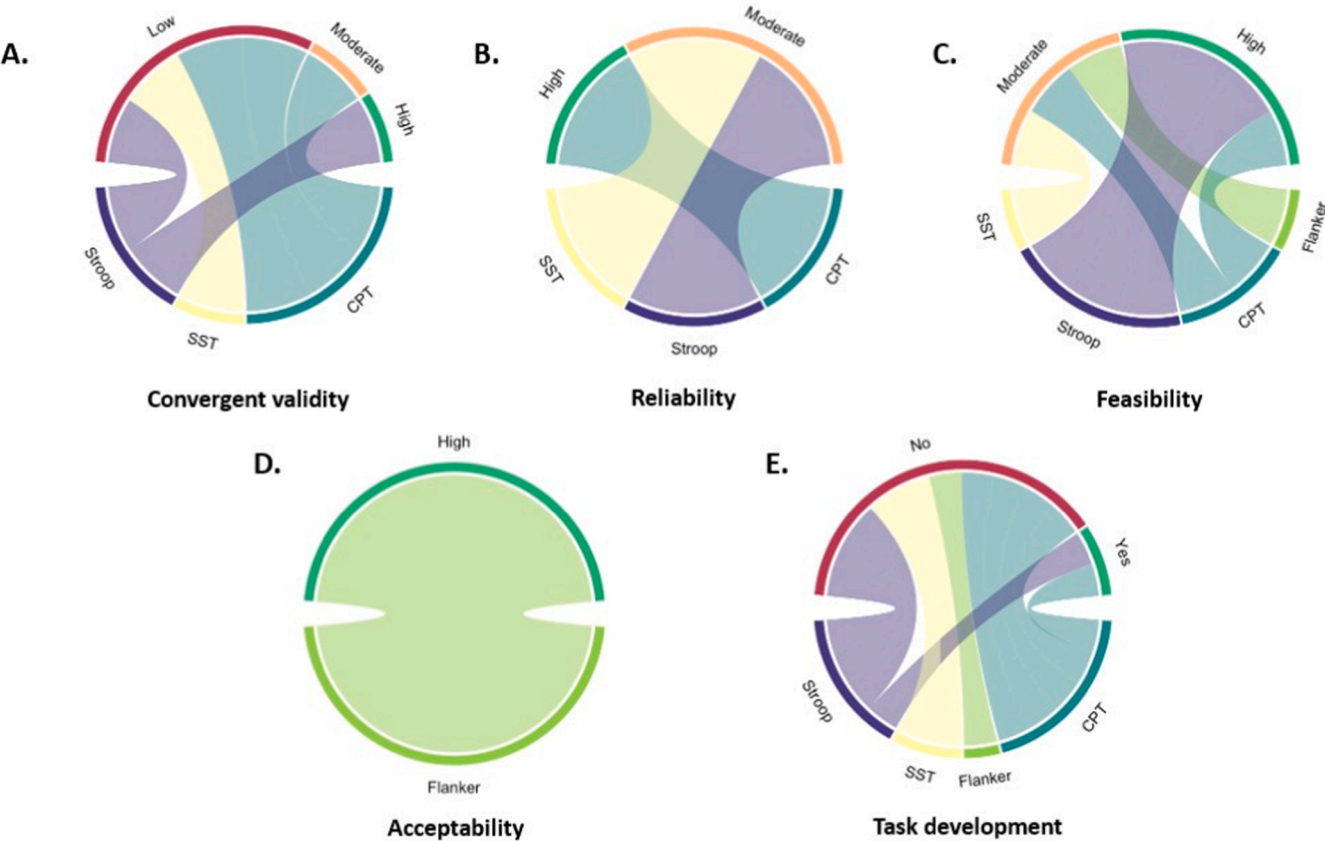 A.
Low
Moderate
High
Stroop
SST
CPT
Convergent validity
B.
High
Moderate
SST
Stroop
CPT
Reliability
C.
Moderate
High
SST
Stroop
CPT
Flanker
Feasibility
D.
High
Flanker
Acceptability
E.
No
Yes
Stroop
SST
Flanker
CPT
Task development